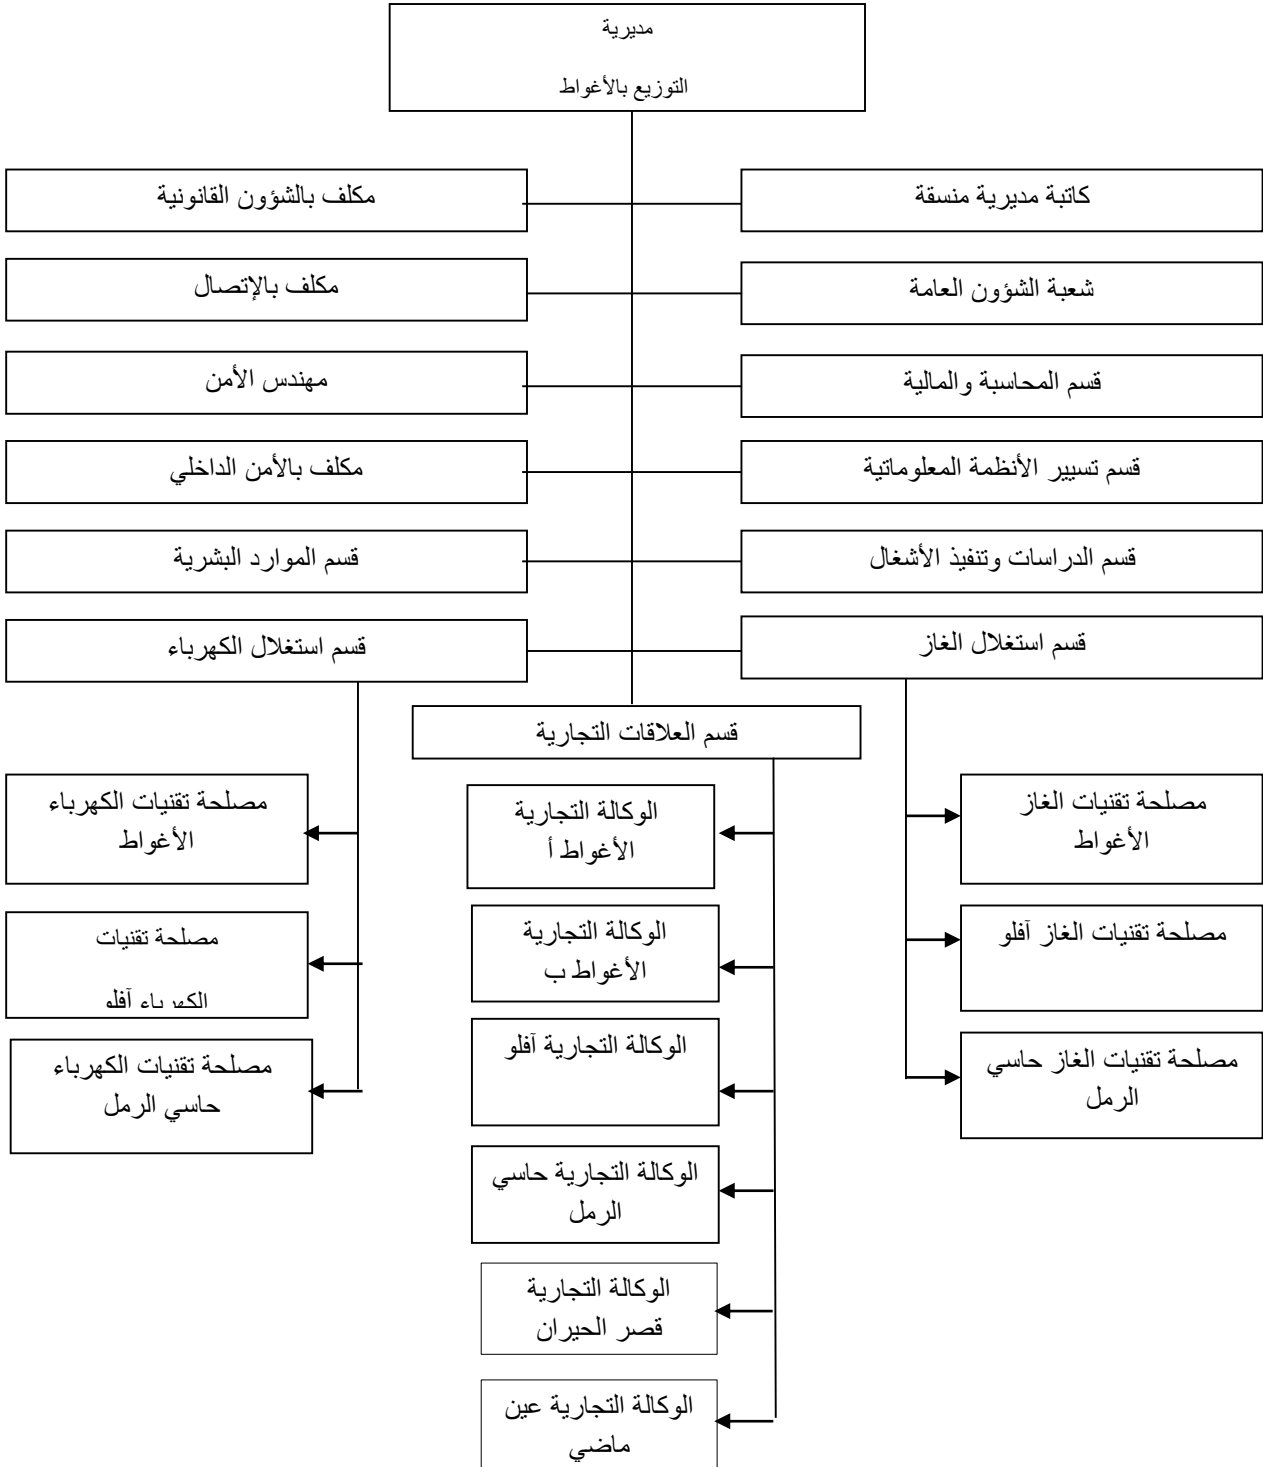 مديرية
التوزيع بالأغواط
كاتبة مديرية منسقة
مكلف بالشؤون القانونية
شعبة الشؤون العامة
مكلف بالإتصال
قسم المحاسبة والمالية
مهندس الأمن
قسم تسيير الأنظمة المعلوماتية
مكلف بالأمن الداخلي
قسم الدراسات وتنفيذ الأشغال
قسم الموارد البشرية
قسم استغلال الغاز
قسم استغلال الكهرباء
قسم العلاقات التجارية
مصلحة تقنيات الغاز
الأغواط
مصلحة تقنيات الغاز آفلو
مصلحة تقنيات الغاز حاسي
الرمل
الوكالة التجارية
الأغواط أ
الوكالة التجارية
الأغواط ب
الوكالة التجارية آفلو
الوكالة التجارية حاسي
الرمل
الوكالة التجارية
قصر الحيران
الوكالة التجارية عين
ماضي
مصلحة تقنيات الكهرباء
الأغواط
مصلحة تقنيات
الكهرباء آفلو
مصلحة تقنيات الكهرباء
حاسي الرمل